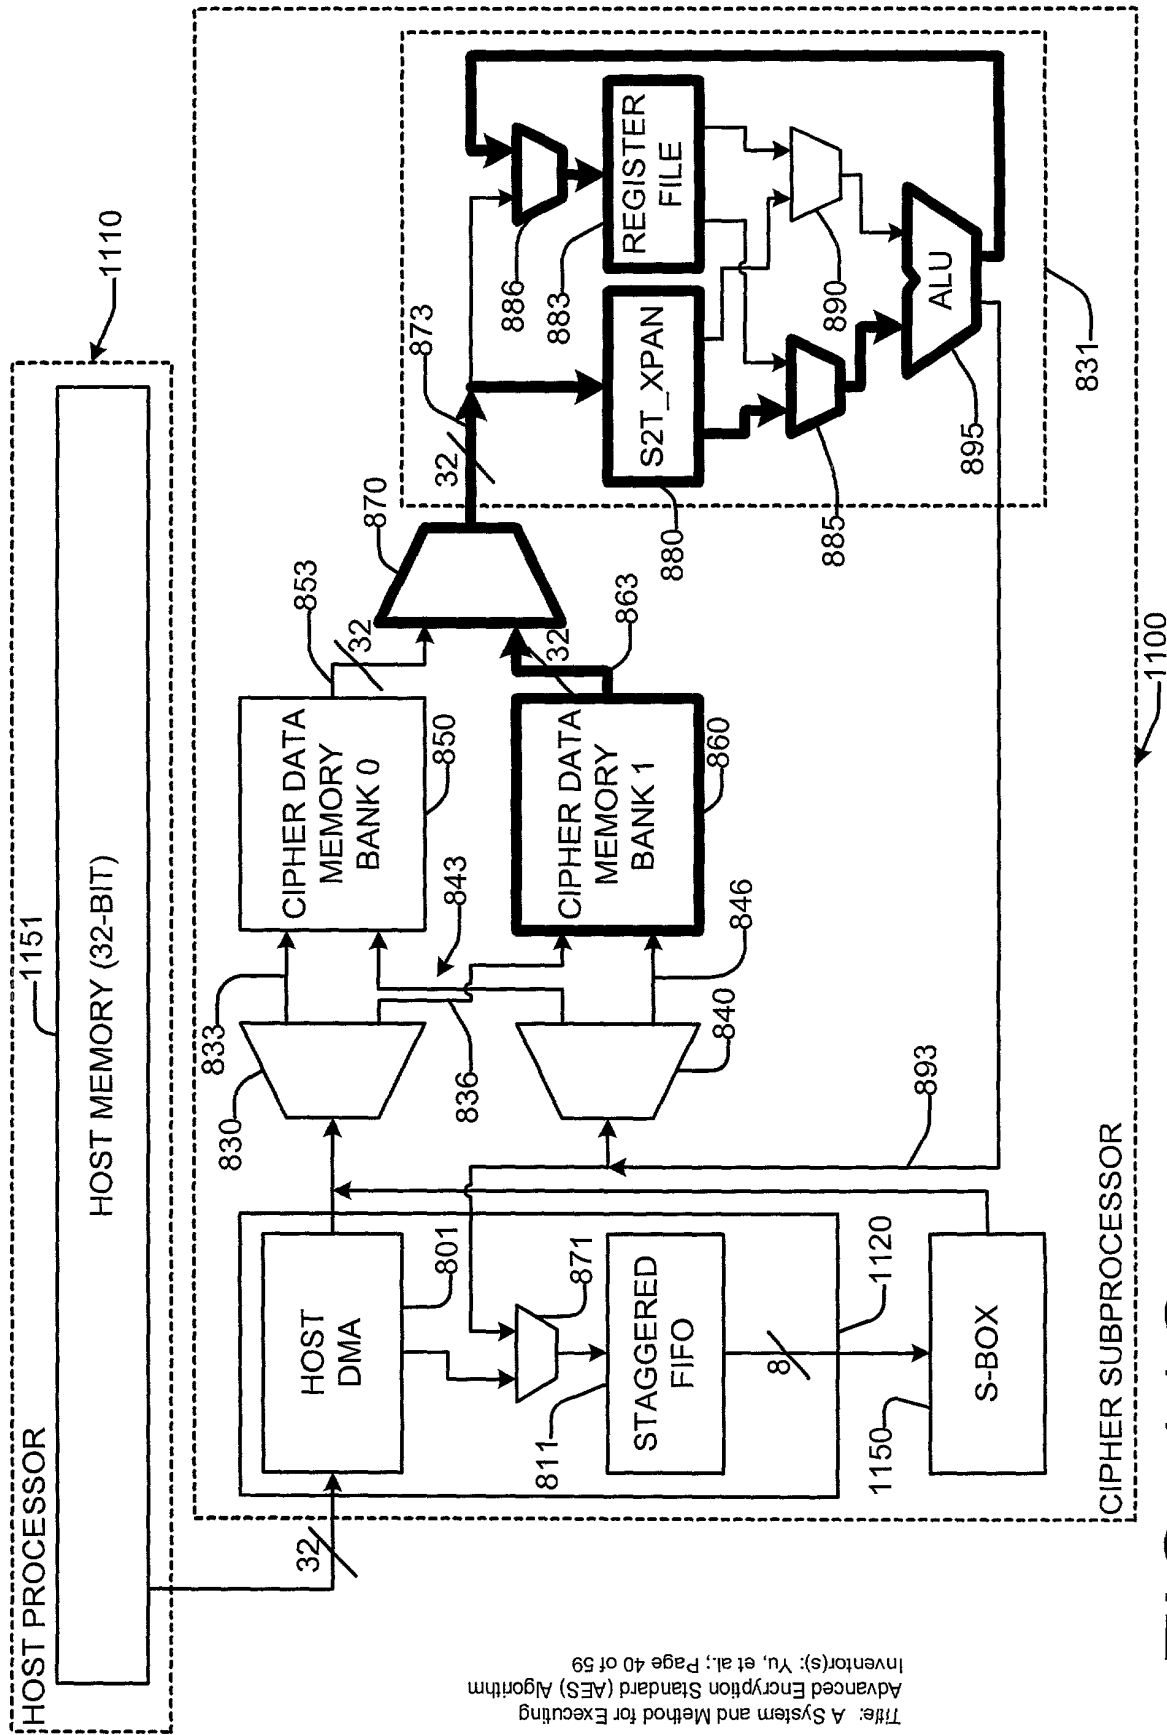 HOST PROCESSOR
1110
1151
HOST MEMORY (32-BIT)
32
833
830
836
843
853
32
CIPHER DATA
MEMORY
BANK 0
850
870
873
32
886
883
REGISTER
FILE
S2T_XPAN
880
885
890
ALU
895
831
863
32
CIPHER DATA
MEMORY
BANK 1
860
846
840
893
HOST
DMA
801
871
811
STAGGERED
FIFO
8
1120
1150
S-BOX
CIPHER SUBPROCESSOR
1100
Title: A System and Method for Executing
Advanced Encryption Standard (AES) Algorithm
Inventor(s): Yu, et al.; Page 40 of 59